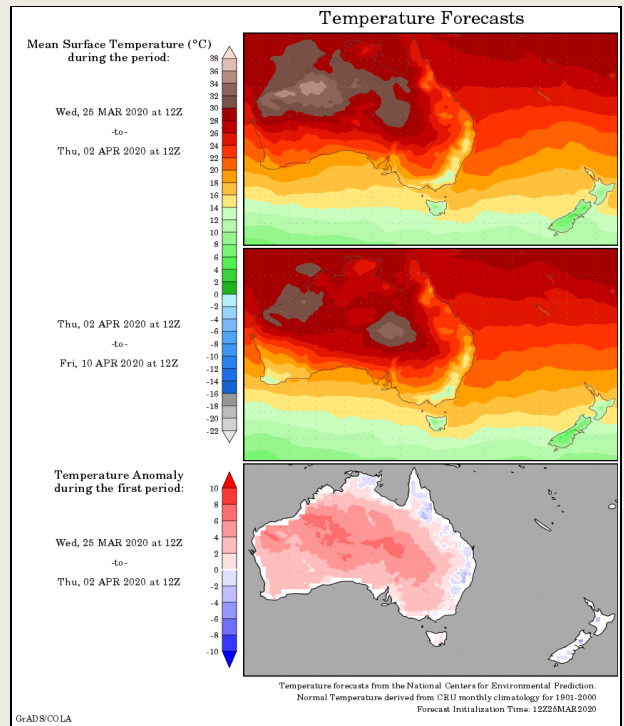 Temperature Forecasts
Mean Surface Temperature (°C)
during the period:
38
36
34
32
30
28
26
24
22
20
18
16
14
12
10
8
6
4
2
0
-2
-4
-6
-8
-10
-12
-14
-16
-17
-18
-20
-22
Wed, 25 MAR 2020 at 12Z
-to-
Thu, 02 APR 2020 at 12Z
Thu, 02 APR 2020 at 12Z
-to-
Fri, 10 APR 2020 at 12Z
Temperature Anomaly
during the first period:
10
8
6
4
2
0
-2
-4
-6
-8
-10
Wed, 25 MAR 2020 at 12Z
-to-
Thu, 02 APR 2020 at 12Z
Temperature forecasts from the National Centers for Environmental Prediction.
Normal Temperature derived from CRU monthly climatology for 1901-2000
Forecast Initialization Time: 12Z25MAR2020
GrADS/COLA